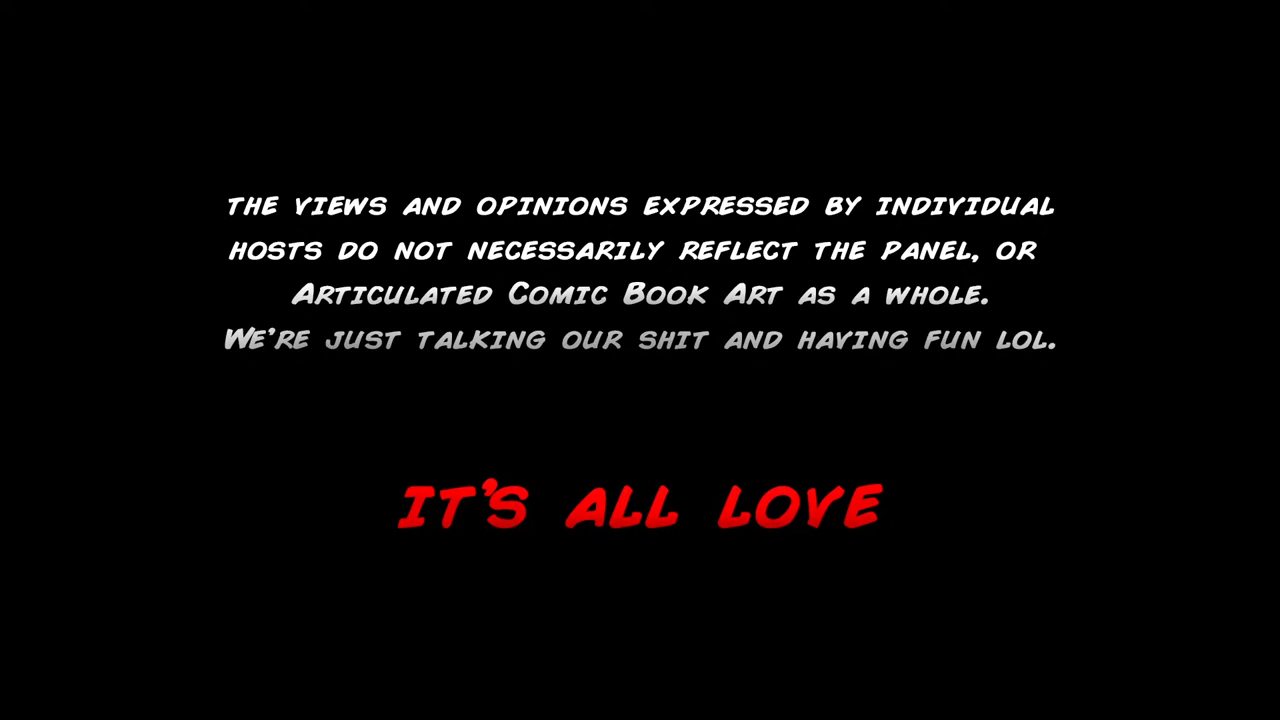 THE VIEWS AND OPINIONS EXPRESSED BY INDIVIDUAL
HOSTS DO NOT NECESSARILY REFLECT THE PANEL, OR
ARTICULATED COMIC BOOK ART AS A WHOLE.
WE'RE JUST TALKING OUR SHIT AND HAVING FUN LOL.
IT'S ALL LOVE